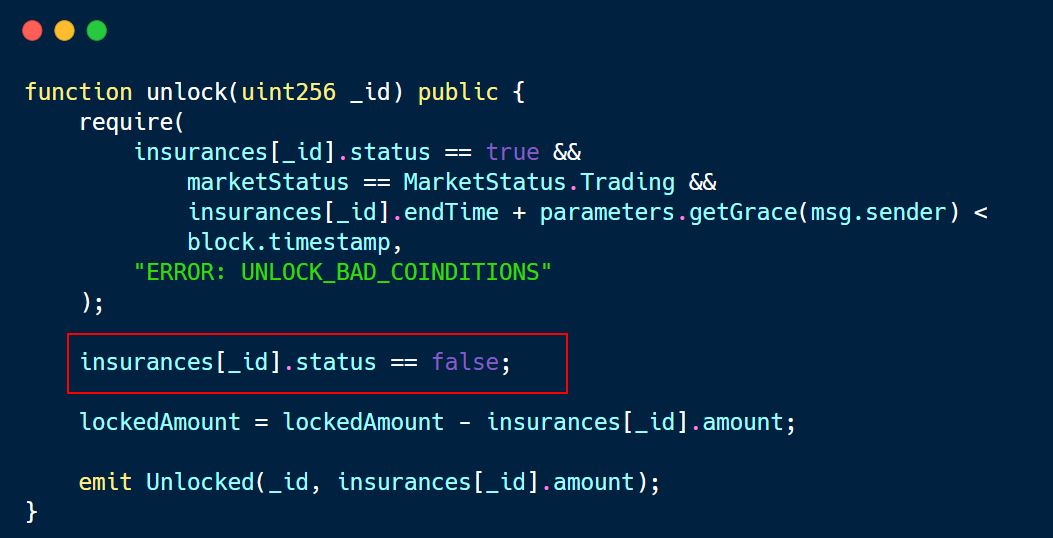 function unlock(uint256 _id) public {
require(
insurances[_id].status == true &&
marketStatus == MarketStatus.Trading &&
insurances[_id].endTime + parameters.getGrace(msg.sender) <
block.timestamp,
"ERROR: UNLOCK_BAD_COINDITIONS"
);
insurances[_id].status == false;
lockedAmount = lockedAmount - insurances[_id].amount;
emit Unlocked(_id, insurances[_id].amount);
}